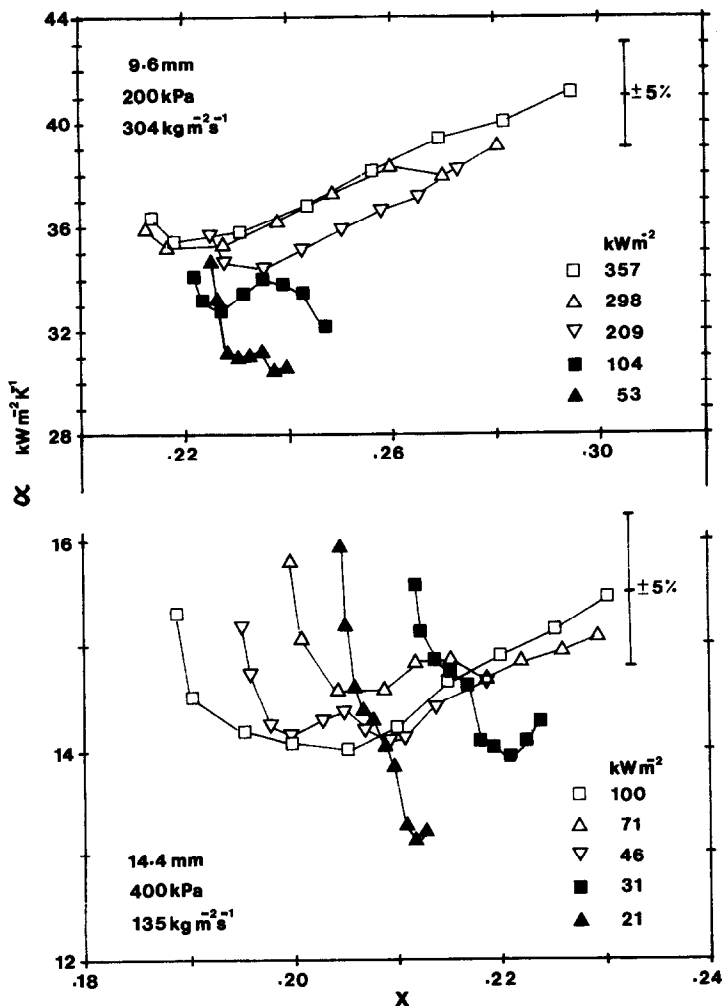 44
9·6mm
200kPa
304kgm⁻²s⁻¹
±5%
40
36
kWm⁻²
357
298
209
104
53
32
28
·22
·26
·30
α kWm⁻²K⁻¹
16
±5%
14
kWm⁻²
100
71
46
31
21
14·4mm
400kPa
135kgm⁻²s⁻¹
12
·18
·20
·22
·24
X